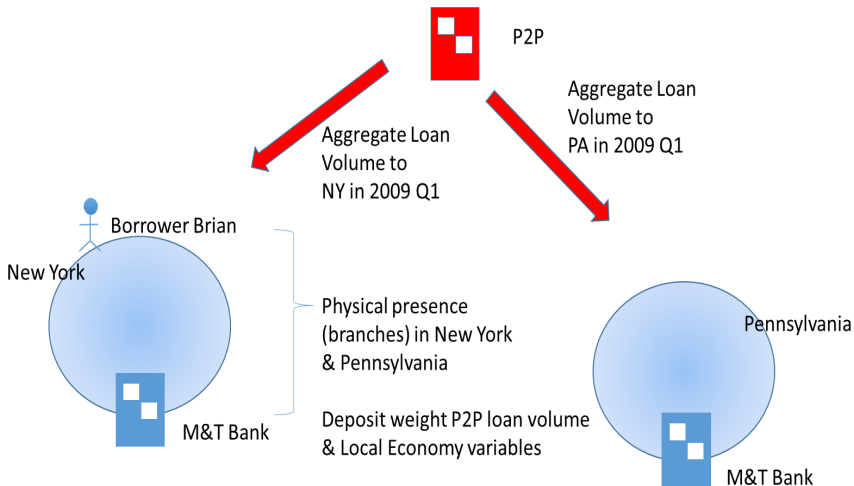 P2P
Aggregate Loan
Volume to
PA in 2009 Q1
Aggregate Loan
Volume to
NY in 2009 Q1
Borrower Brian
New York
Physical presence
(branches) in New York
& Pennsylvania
Pennsylvania
Deposit weight P2P loan volume
& Local Economy variables
M&T Bank
M&T Bank